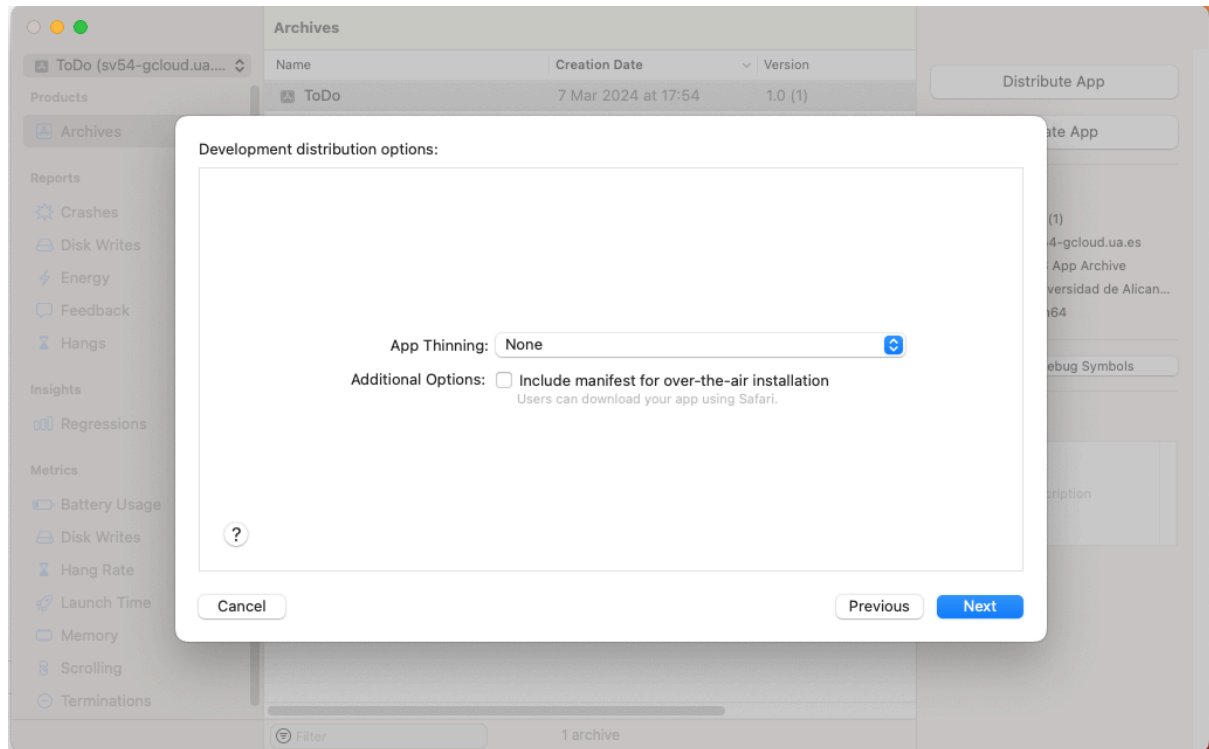 Archives
ToDo (sv54-gcloud.ua....
Name Creation Date Version
Distribute App
Products
ToDo 7 Mar 2024 at 17:54 1.0 (1)
Archives
ate App
Development distribution options:
Reports
Crashes
(1)
Disk Writes
4-gcloud.ua.es
App Archive
Energy
versidad de Alican...
Feedback
64
Hangs
App Thinning: None
ebug Symbols
Additional Options: Include manifest for over-the-air installation
Users can download your app using Safari.
Insights
Regressions
Metrics
cription
Battery Usage
?
Disk Writes
Hang Rate
Launch Time
Cancel Previous Next
Memory
Scrolling
Terminations
Filter 1 archive